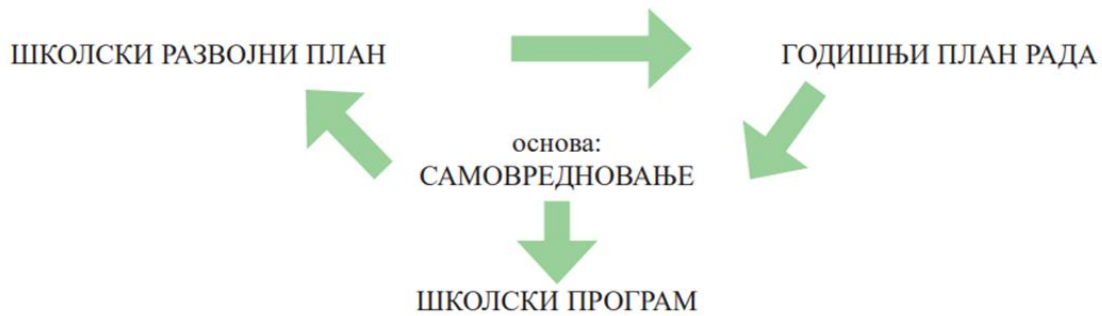 ШКОЛСКИ РАЗВОЈНИ ПЛАН
ГОДИШЊИ ПЛАН РАДА
основа:
САМОВРЕДНОВАЊЕ
ШКОЛСКИ ПРОГРАМ